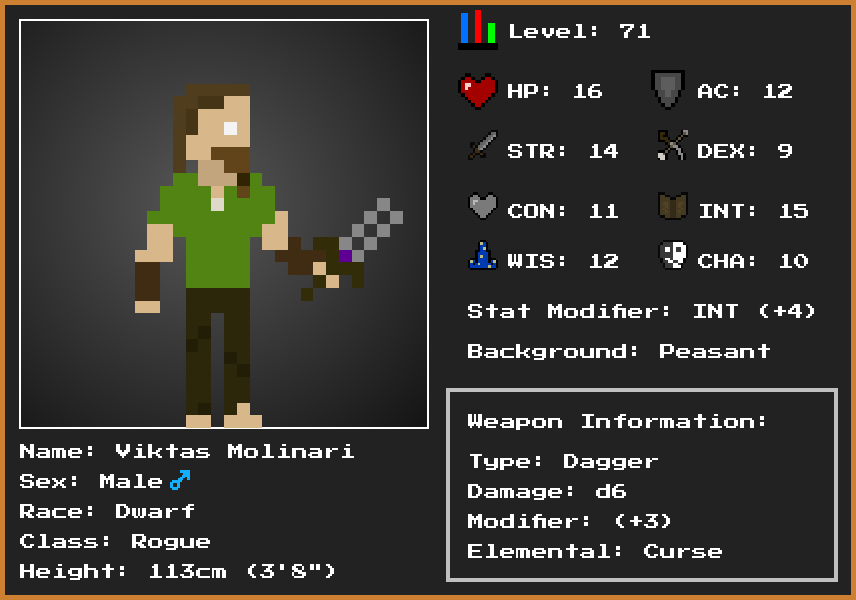 Level: 71
HP: 16
AC: 12
STR: 14
DEX: 9
CON: 11
INT: 15
WIS: 12
CHA: 10
Stat Modifier: INT (+4)
Background: Peasant
Weapon Information:
Type: Dagger
Damage: d6
Modifier: (+3)
Elemental: Curse
Name: Viktas Molinari
Sex: Male ♂
Race: Dwarf
Class: Rogue
Height: 113cm (3'8")